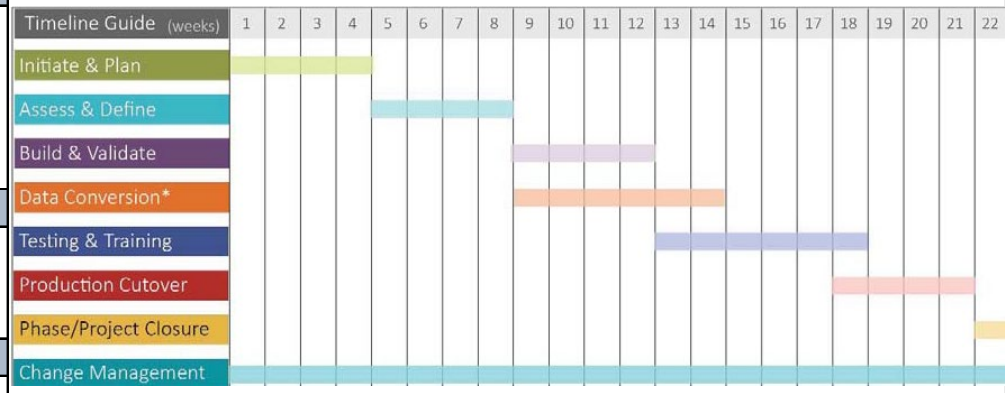 Timeline Guide (weeks) 1 2 3 4 5 6 7 8 9 10 11 12 13 14 15 16 17 18 19 20 21 22
Initiate & Plan
Assess & Define
Build & Validate
Data Conversion*
Testing & Training
Production Cutover
Phase/Project Closure
Change Management